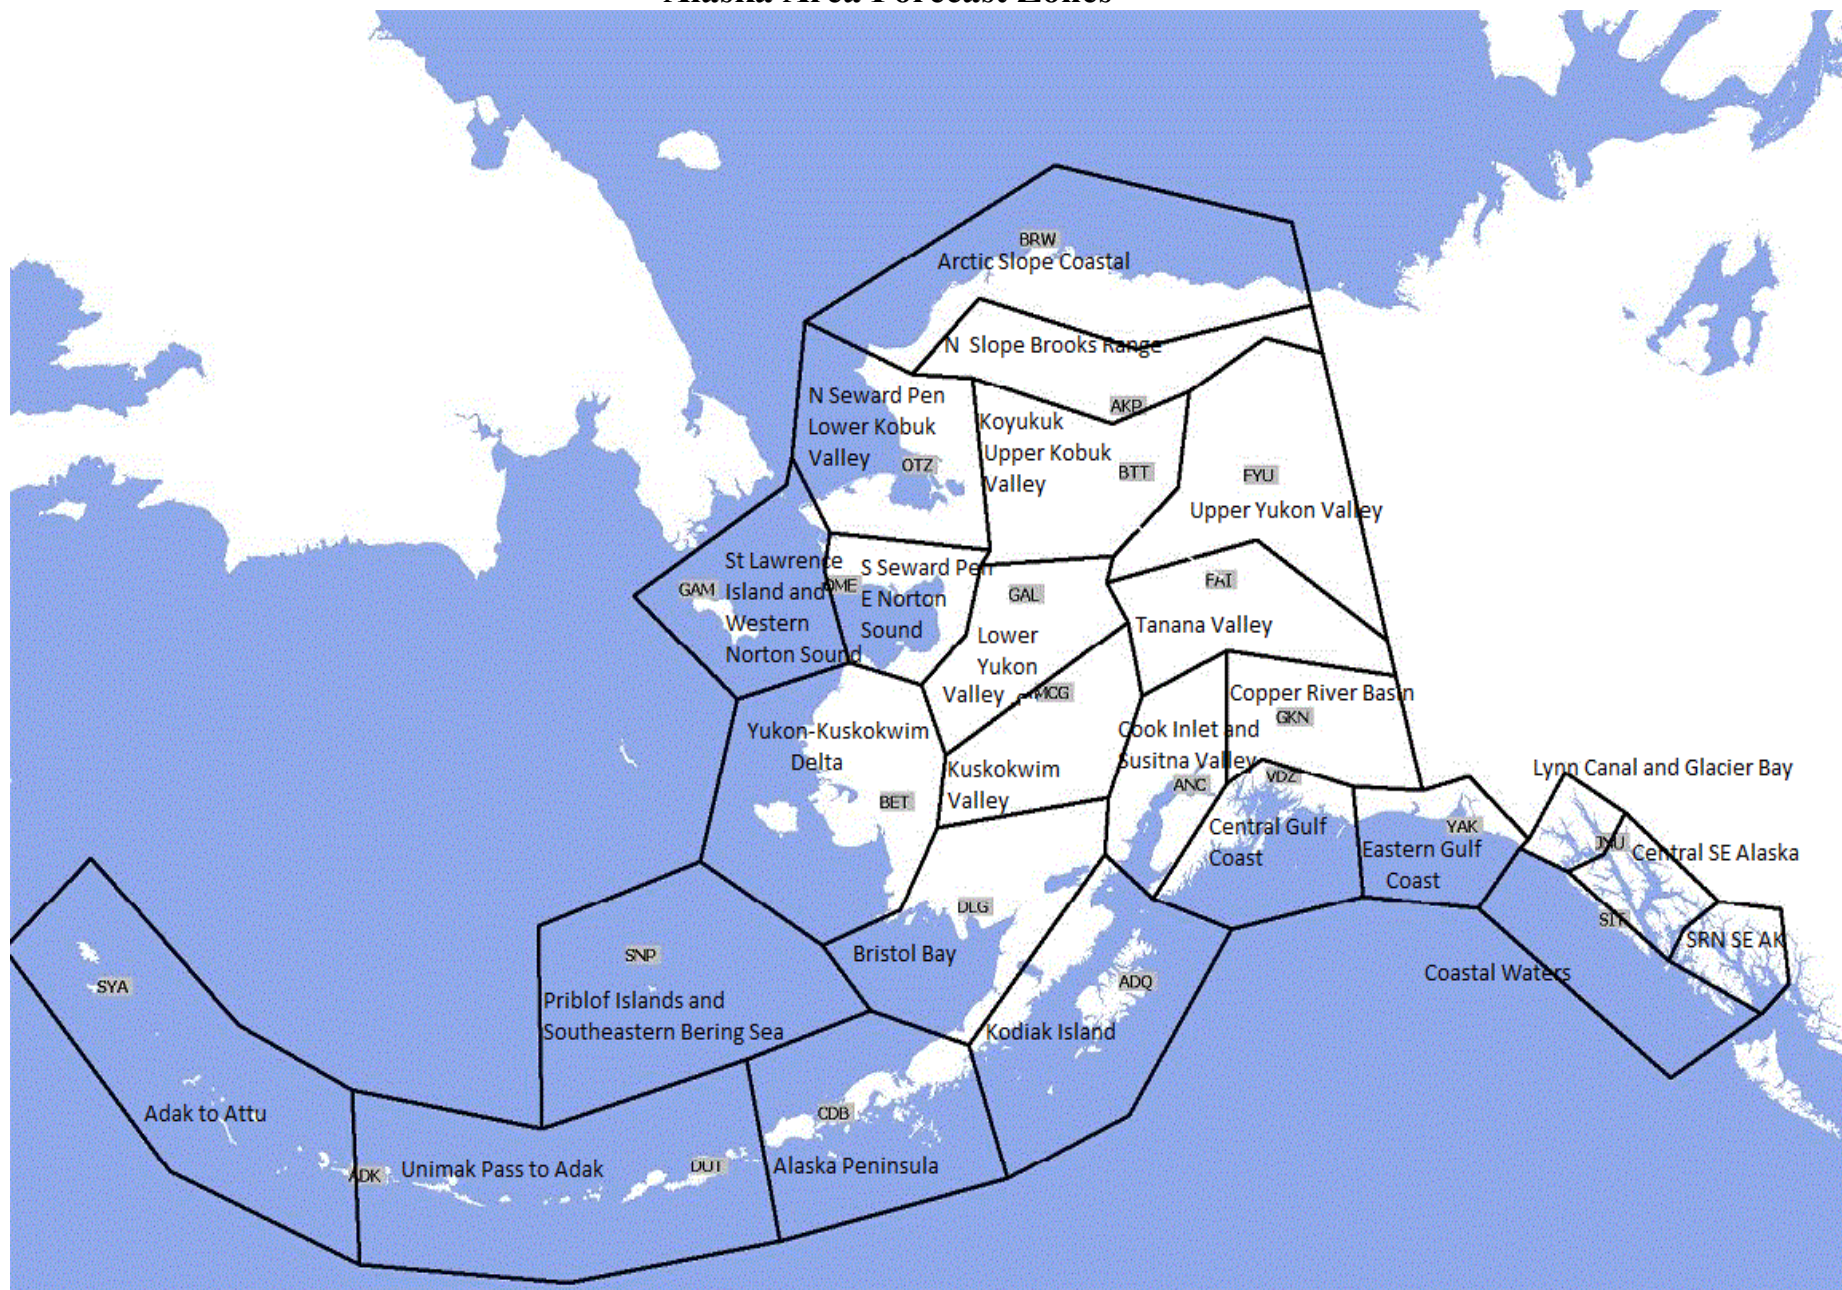 Alaska Area Forecast Zones
BRW
Arctic Slope Coastal
N Slope Brooks Range
N Seward Pen
Lower Kobuk
Valley
OTZ
AKP
Koyukuk
Upper Kobuk
Valley
BTT
FYU
Upper Yukon Valley
St Lawrence
Island and
Western
Norton Sound
GAM
OME
S Seward Pen
E Norton
Sound
GAL
Lower
Yukon
Valley
FAI
Tanana Valley
MCG
Copper River Basin
GKN
Yukon-Kuskokwim
Delta
BET
Kuskokwim
Valley
Cook Inlet and
Susitna Valley
ANC
VDZ
Central Gulf
Coast
YAK
Eastern Gulf
Coast
Lynn Canal and Glacier Bay
JNU
Central SE Alaska
SIT
SRN SE AK
Coastal Waters
DLG
Bristol Bay
SNP
Priblof Islands and
Southeastern Bering Sea
ADQ
Kodiak Island
SYA
Adak to Attu
ADK
Unimak Pass to Adak
DUT
CDB
Alaska Peninsula